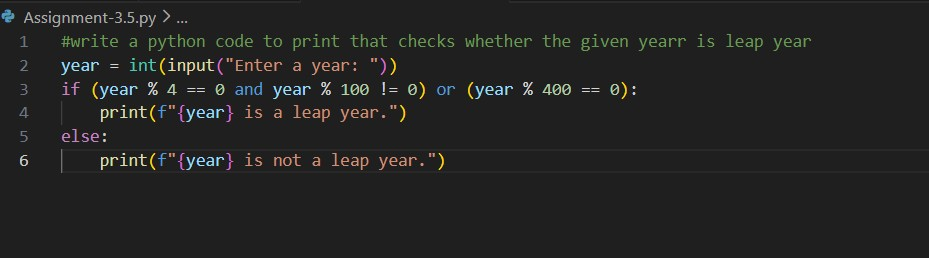 Assignment-3.5.py > ...
1 #write a python code to print that checks whether the given yearr is leap year
2 year = int(input("Enter a year: "))
3 if (year % 4 == 0 and year % 100 != 0) or (year % 400 == 0):
4     print(f"{year} is a leap year.")
5 else:
6     print(f"{year} is not a leap year.")